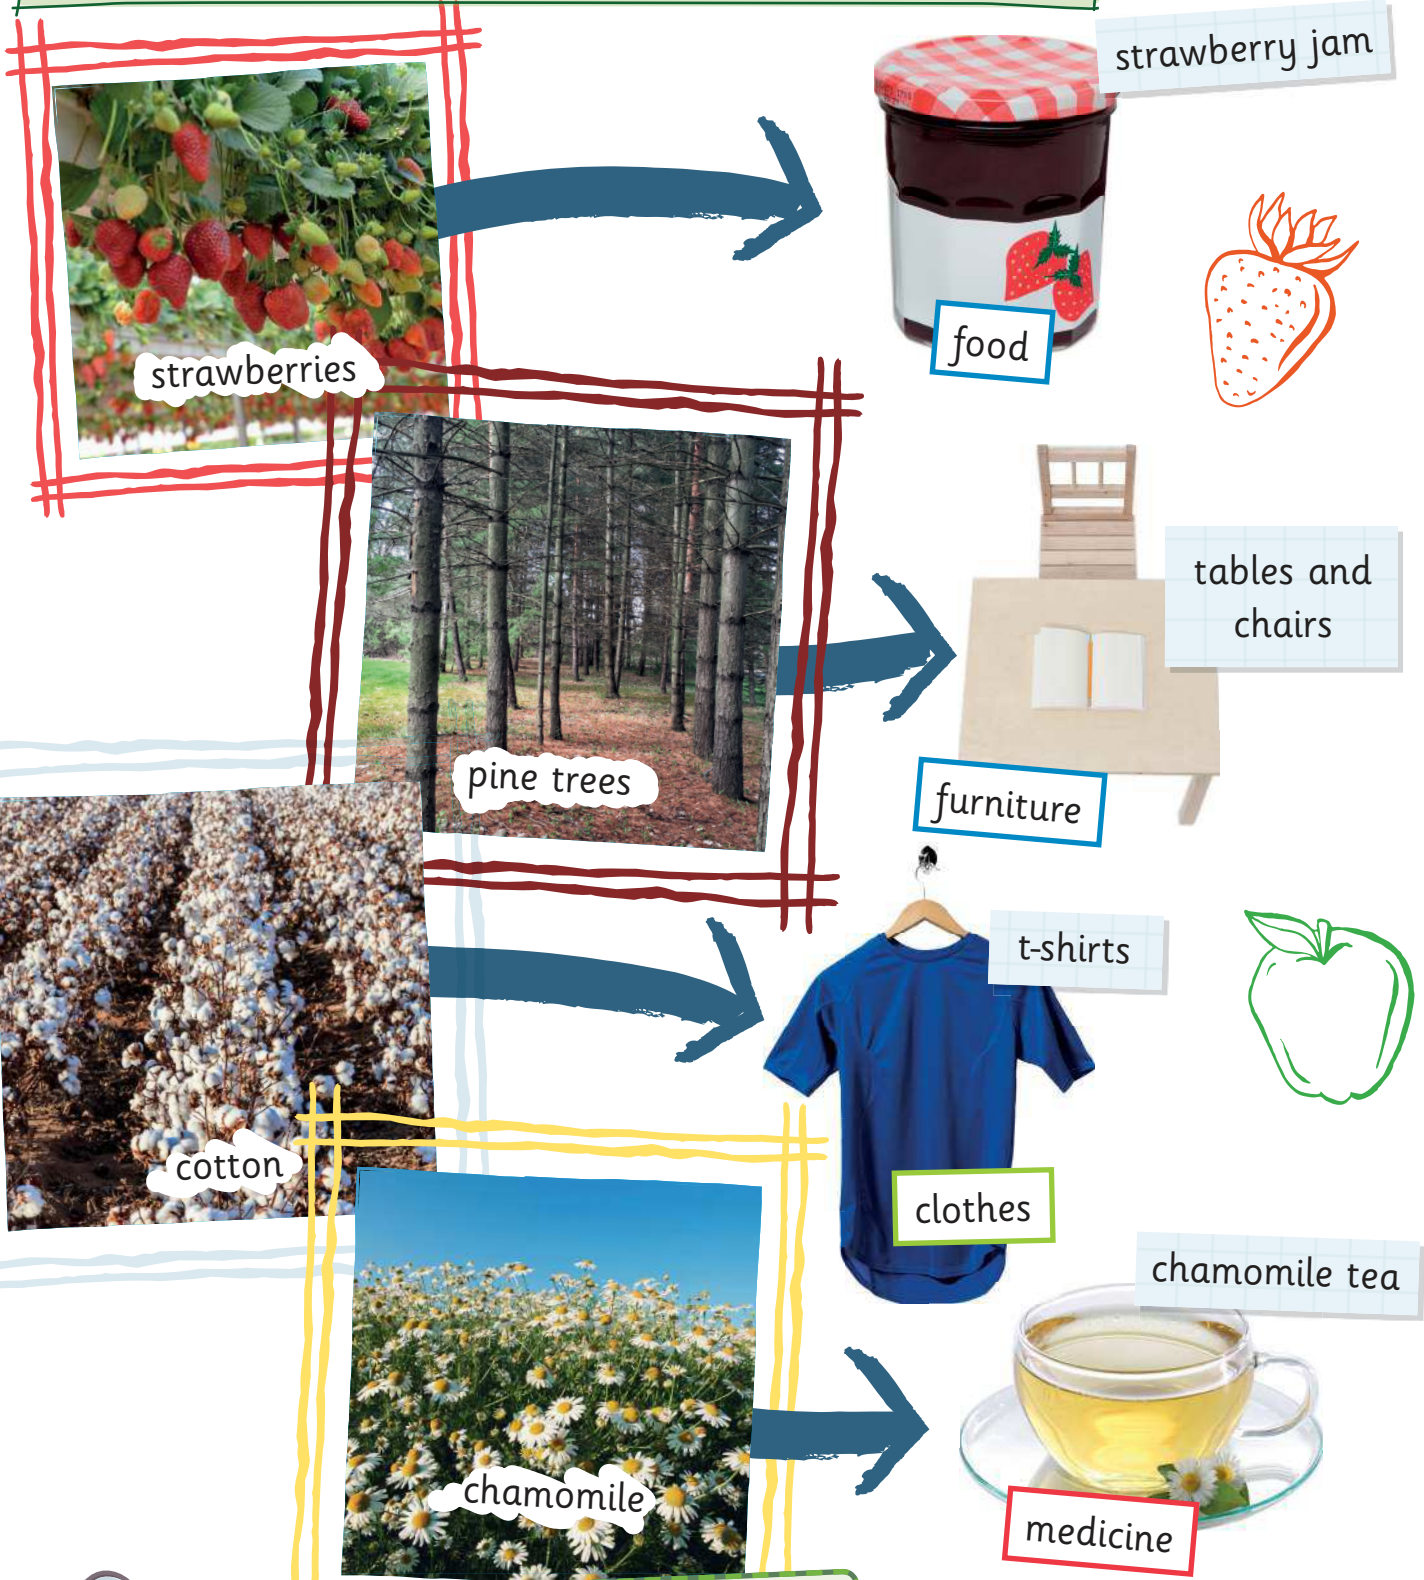 strawberry jam
strawberries
food
tables and
chairs
pine trees
furniture
t-shirts
cotton
clothes
chamomile tea
chamomile
medicine